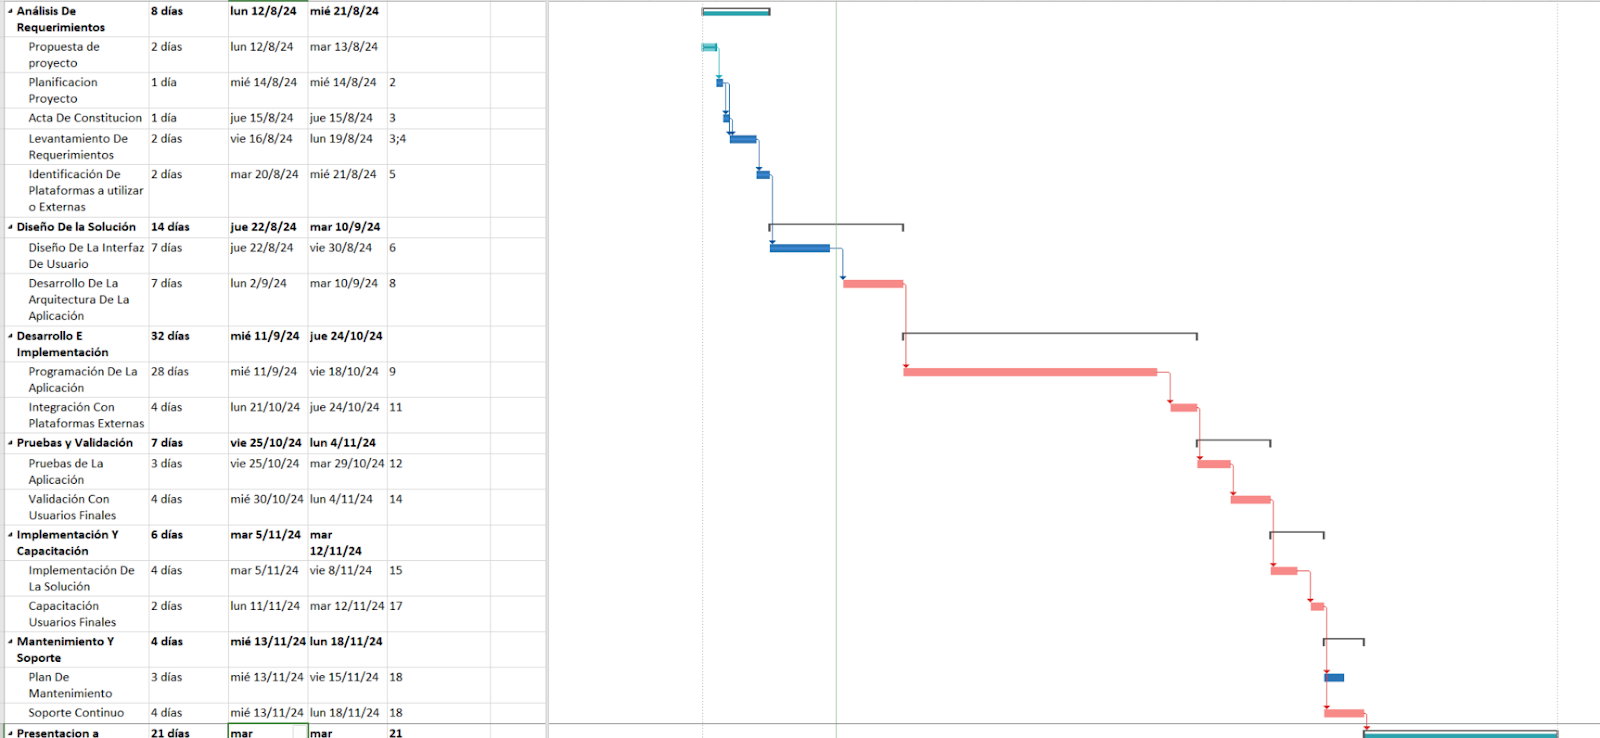 Análisis De 8 días lun 12/8/24 mié 21/8/24
Requerimientos
Propuesta de 2 días lun 12/8/24 mar 13/8/24
proyecto
Planificacion 1 día mié 14/8/24 mié 14/8/24 2
Proyecto
Acta De Constitucion 1 día jue 15/8/24 jue 15/8/24 3
Levantamiento De 2 días vie 16/8/24 lun 19/8/24 3;4
Requerimientos
Identificación De 2 días mar 20/8/24 mié 21/8/24 5
Plataformas a utilizar
o Externas
Diseño De la Solución 14 días jue 22/8/24 mar 10/9/24
Diseño De La Interfaz 7 días jue 22/8/24 vie 30/8/24 6
De Usuario
Desarrollo De La 7 días lun 2/9/24 mar 10/9/24 8
Arquitectura De La
Aplicación
Desarrollo E 32 días mié 11/9/24 jue 24/10/24
Implementación
Programación De La 28 días mié 11/9/24 vie 18/10/24 9
Aplicación
Integración Con 4 días lun 21/10/24 jue 24/10/24 11
Plataformas Externas
Pruebas y Validación 7 días vie 25/10/24 lun 4/11/24
Pruebas de La 3 días vie 25/10/24 mar 29/10/24 12
Aplicación
Validación Con 4 días mié 30/10/24 lun 4/11/24 14
Usuarios Finales
Implementación Y 6 días mar 5/11/24 mar
Capacitación 12/11/24
Implementación De 4 días mar 5/11/24 vie 8/11/24 15
La Solución
Capacitación 2 días lun 11/11/24 mar 12/11/24 17
Usuarios Finales
Mantenimiento Y 4 días mié 13/11/24 lun 18/11/24
Soporte
Plan De 3 días mié 13/11/24 vie 15/11/24 18
Mantenimiento
Soporte Continuo 4 días mié 13/11/24 lun 18/11/24 18
Presentacion a 21 días mar mar 21